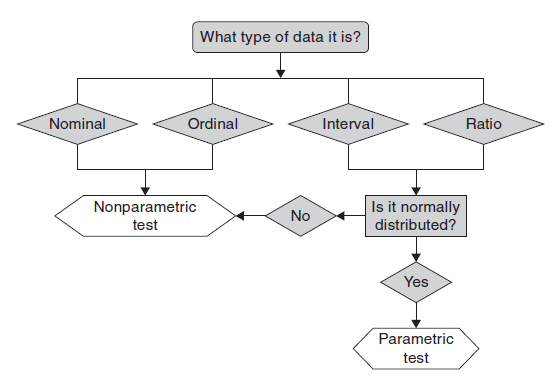 What type of data it is?
Nominal
Ordinal
Interval
Ratio
Nonparametric
test
No
Is it normally
distributed?
Yes
Parametric
test